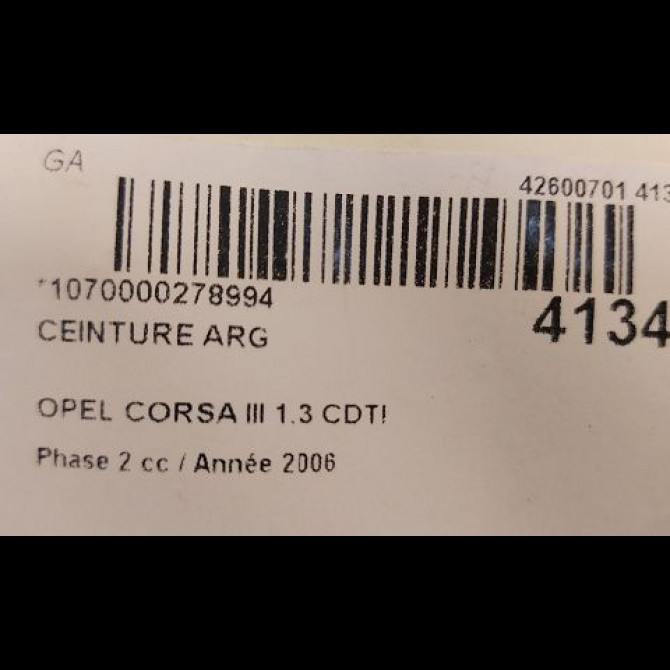 GA
42600701 413
*1070000278994
4134
CEINTURE ARG
OPEL CORSA III 1.3 CDTI
Phase 2 cc / Année 2006